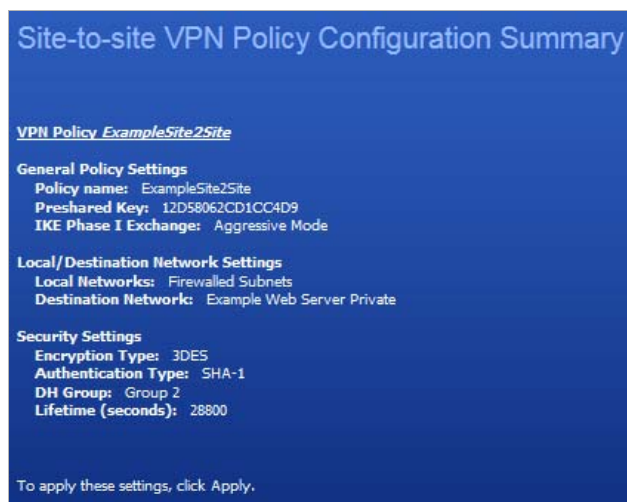 Site-to-site VPN Policy Configuration Summary
VPN Policy ExampleSite2Site
General Policy Settings
Policy name: ExampleSite2Site
Preshared Key: 12D58062CD1CC4D9
IKE Phase I Exchange: Aggressive Mode
Local/Destination Network Settings
Local Networks: Firewalled Subnets
Destination Network: Example Web Server Private
Security Settings
Encryption Type: 3DES
Authentication Type: SHA-1
DH Group: Group 2
Lifetime (seconds): 28800
To apply these settings, click Apply.